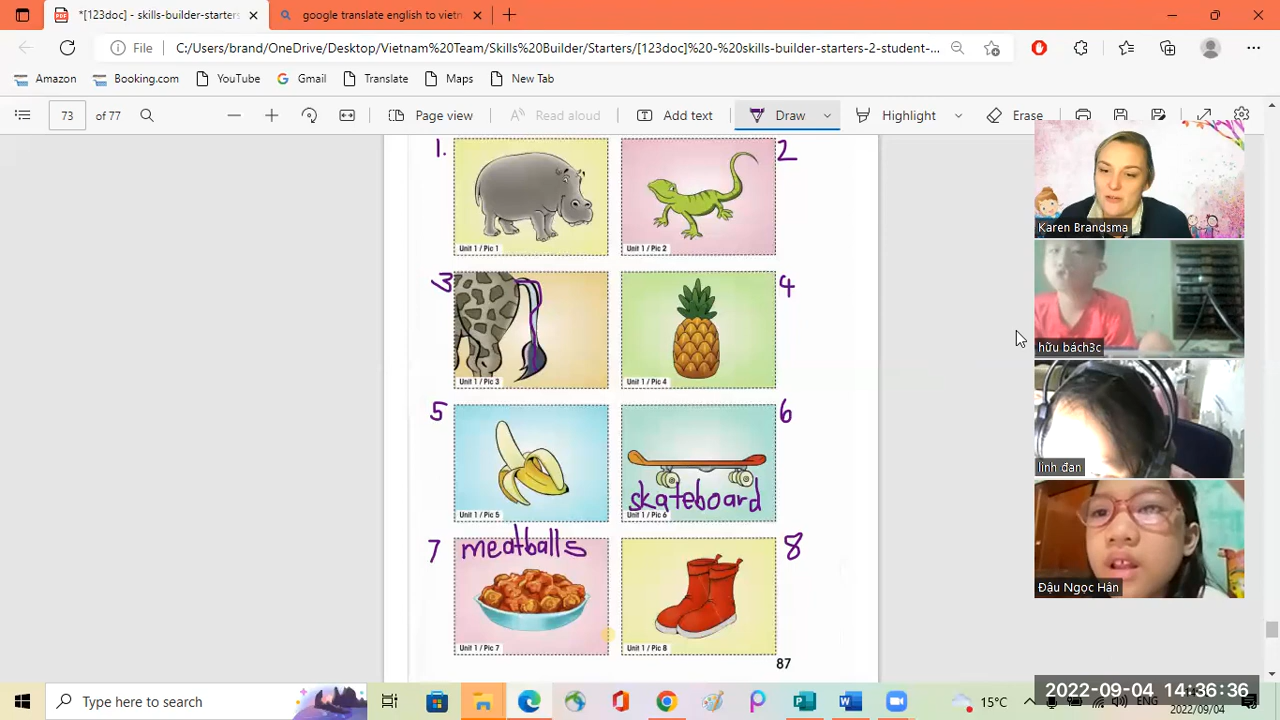 *[123doc] - skills-builder-starters
google translate english to vietn
File
C:/Users/brand/OneDrive/Desktop/Vietnam%20Team/Skills%20Builder/Starters/[123doc]%20-%20skills-builder-starters-2-student-...
Amazon
Booking.com
YouTube
Gmail
Translate
Maps
New Tab
73 of 77
Page view
Read aloud
Add text
Draw
Highlight
Erase
1.
2
Unit 1 / Pic 1
Unit 1 / Pic 2
3
4
Unit 1 / Pic 3
Unit 1 / Pic 4
5
6
skateboard
Unit 1 / Pic 5
Unit 1 / Pic 6
7
meatballs
8
Unit 1 / Pic 7
Unit 1 / Pic 8
87
Karen Brandsma
hữu bách3c
linh đan
Đậu Ngọc Hân
Type here to search
15°C
ENG
2022-09-04 14:36:36
2022/09/04